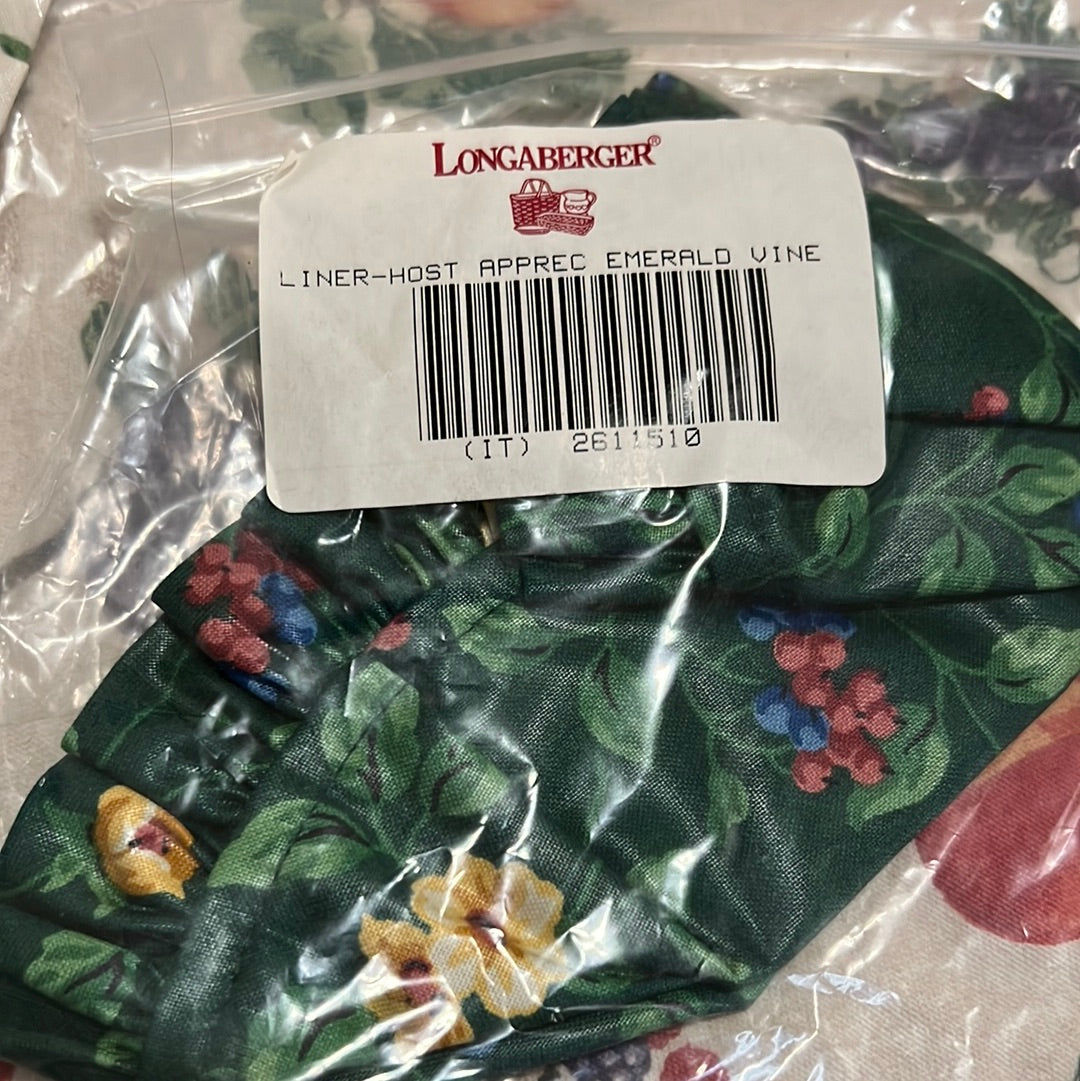 LONGABERGER®
LINER-HOST APPREC EMERALD VINE
(IT) 2611510